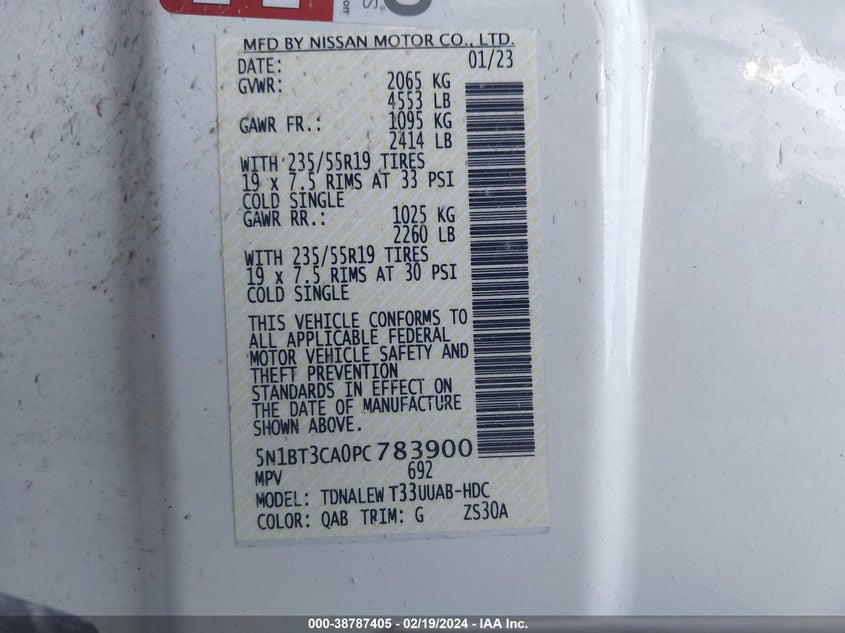 MFD BY NISSAN MOTOR CO., LTD.
DATE: 01/23
GVWR: 2065 KG
4553 LB
GAWR FR.: 1095 KG
2414 LB
WITH 235/55R19 TIRES
19 x 7.5 RIMS AT 33 PSI
COLD SINGLE
GAWR RR.: 1025 KG
2260 LB
WITH 235/55R19 TIRES
19 x 7.5 RIMS AT 30 PSI
COLD SINGLE
THIS VEHICLE CONFORMS TO
ALL APPLICABLE FEDERAL
MOTOR VEHICLE SAFETY AND
THEFT PREVENTION
STANDARDS IN EFFECT ON
THE DATE OF MANUFACTURE
SHOWN ABOVE.
5N1BT3CA0PC 783900
MPV 692
MODEL: TDNALEW T33UUAB-HDC
COLOR: QAB TRIM: G ZS30A
000-38787405 - 02/19/2024 - IAA Inc.